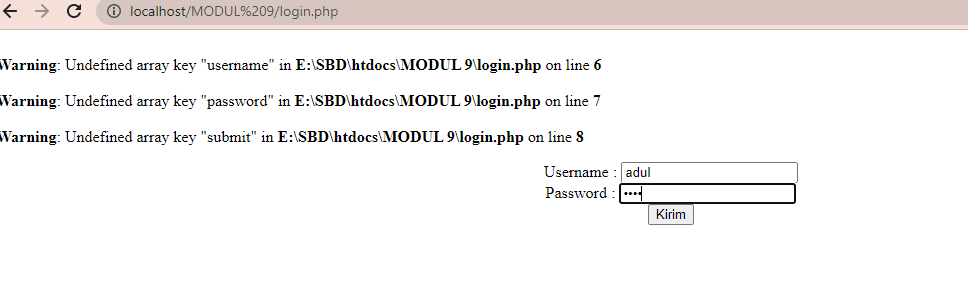 localhost/MODUL%209/login.php
Warning: Undefined array key "username" in E:\SBD\htdocs\MODUL 9\login.php on line 6
Warning: Undefined array key "password" in E:\SBD\htdocs\MODUL 9\login.php on line 7
Warning: Undefined array key "submit" in E:\SBD\htdocs\MODUL 9\login.php on line 8
Username : adul
Password : ••••
Kirim